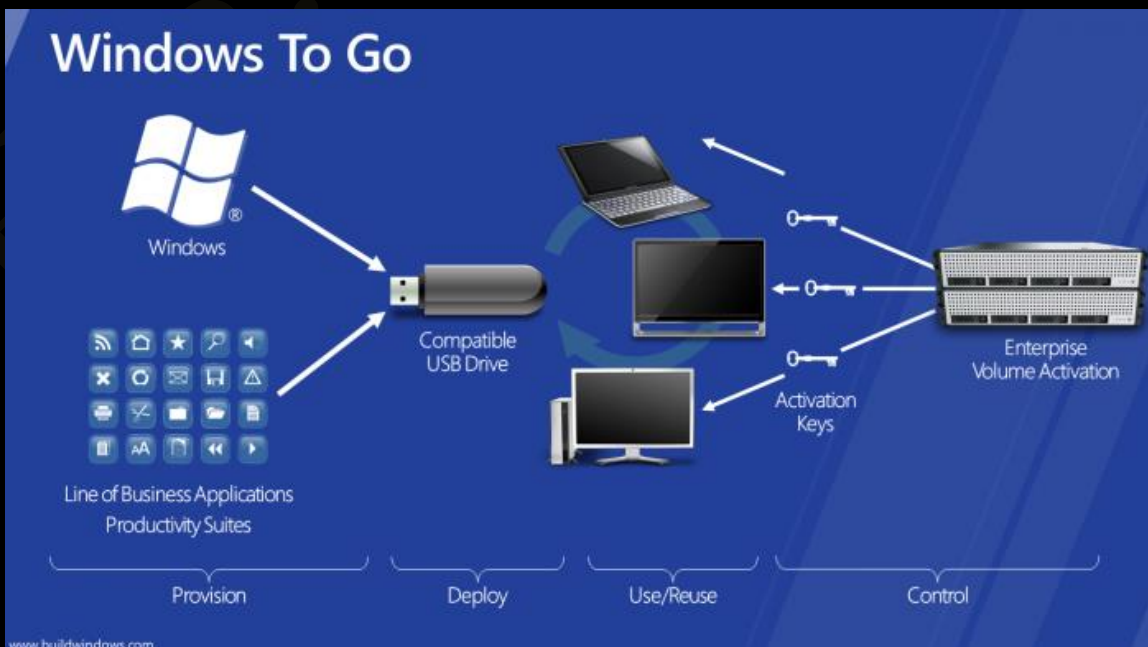 Windows To Go
®
Windows
Compatible
USB Drive
Line of Business Applications
Productivity Suites
Activation
Keys
Enterprise
Volume Activation
Provision
Deploy
Use/Reuse
Control
www.buildwindows.com